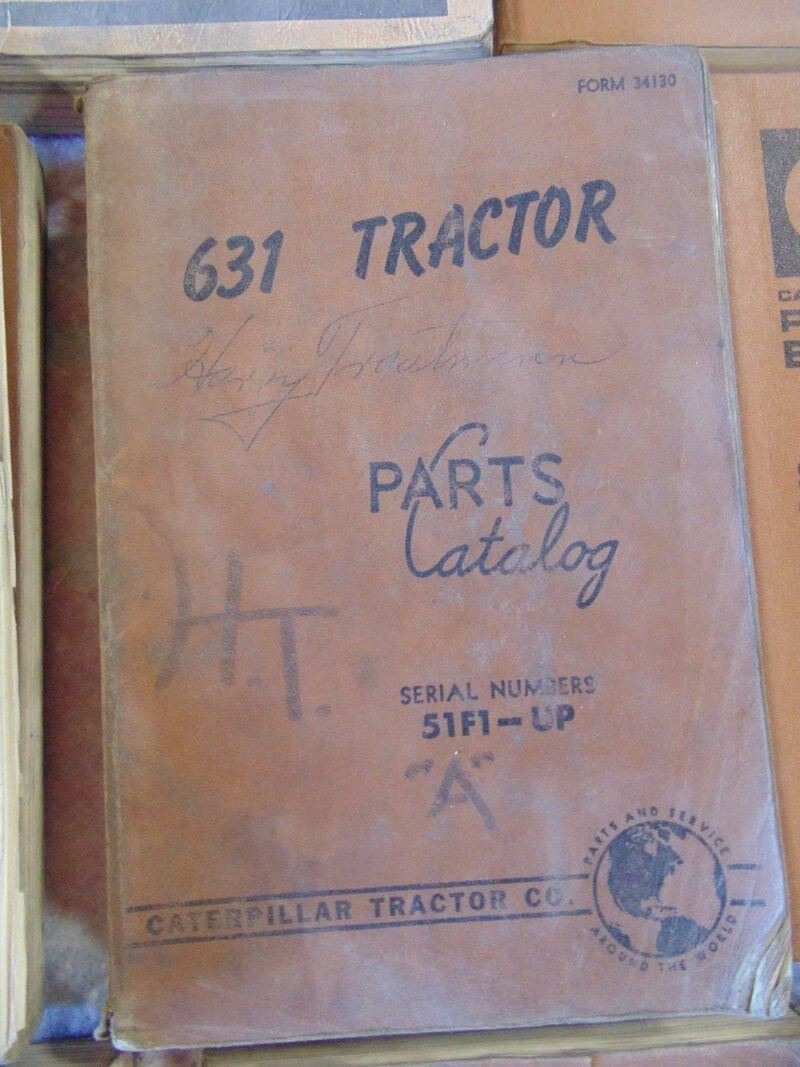 FORM 34130
631 TRACTOR
Harry Troutmann
PARTS
Catalog
H.T.
SERIAL NUMBERS
51F1-UP
"A"
CATERPILLAR TRACTOR CO.
PARTS AND SERVICE
AROUND THE WORLD